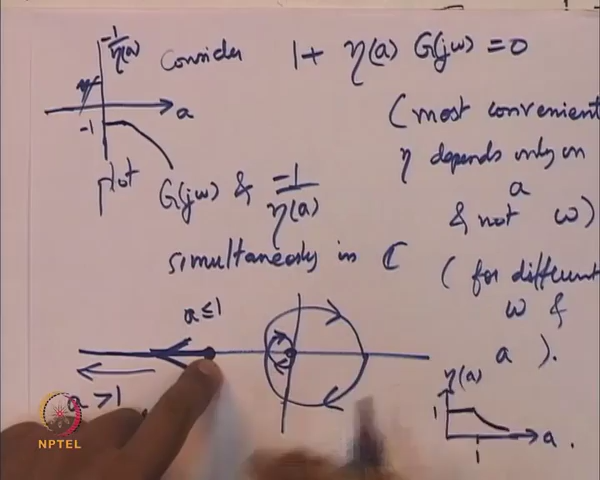 -1/η(a)
Consider 1 + η(a) G(jω) = 0
a
-1
(most convenient
η depends only on
a
& not ω)
plot G(jω) & -1/η(a)
simultaneously in ℂ
(for different
ω &
a ).
a ≤ 1
a > 1
η(a)
1
a .
1
NPTEL